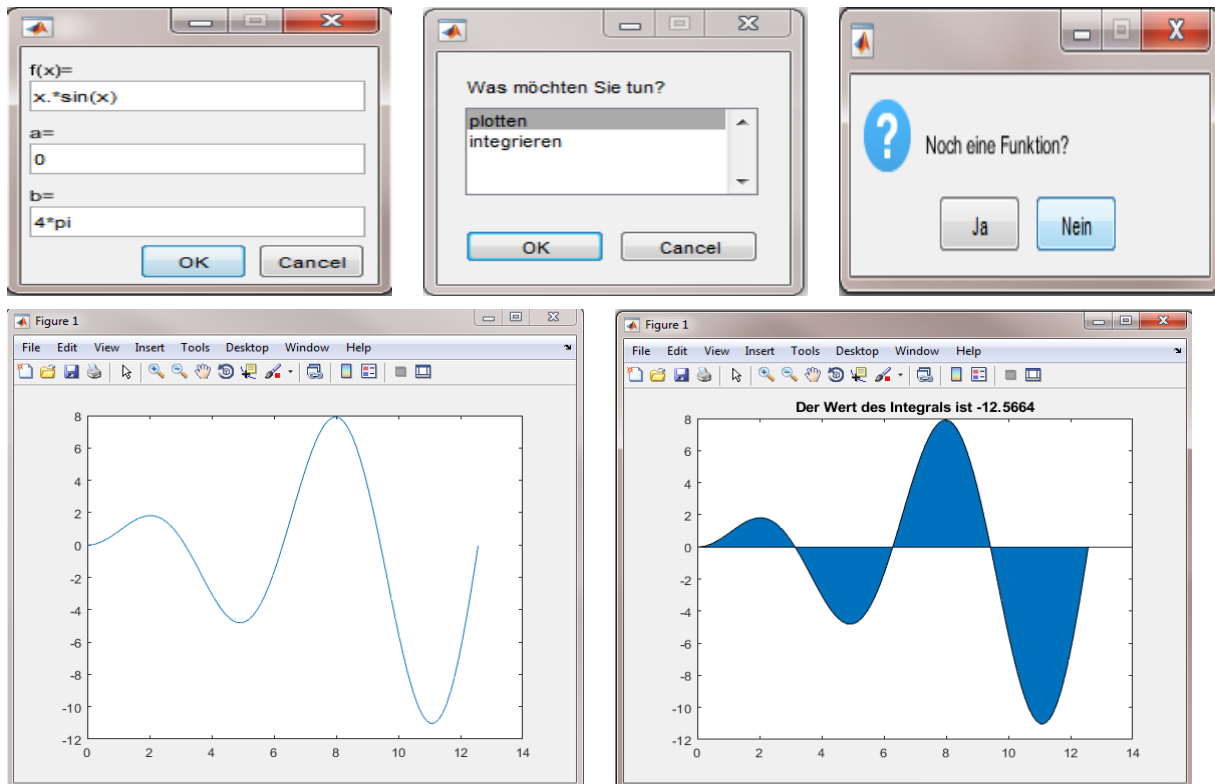 f(x)=
x.*sin(x)
a=
0
b=
4*pi
OK Cancel
Was möchten Sie tun?
plotten
integrieren
OK Cancel
Noch eine Funktion?
Ja Nein
Figure 1
File Edit View Insert Tools Desktop Window Help
8
6
4
2
0
-2
-4
-6
-8
-10
-12
0 2 4 6 8 10 12 14
Figure 1
File Edit View Insert Tools Desktop Window Help
Der Wert des Integrals ist -12.5664
8
6
4
2
0
-2
-4
-6
-8
-10
-12
0 2 4 6 8 10 12 14